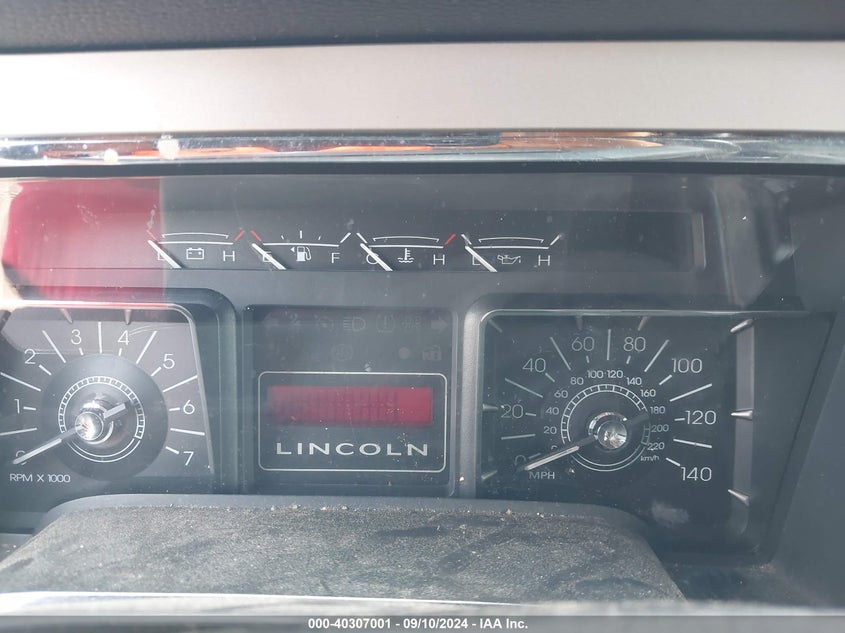 L H E F C H L H
0 1 2 3 4 5 6 7
RPM X 1000
LINCOLN
0 20 40 60 80 100 120 140
MPH
40 60 80 100 120 140 160 180 200 220
km/h
000-40307001 - 09/10/2024 - IAA Inc.